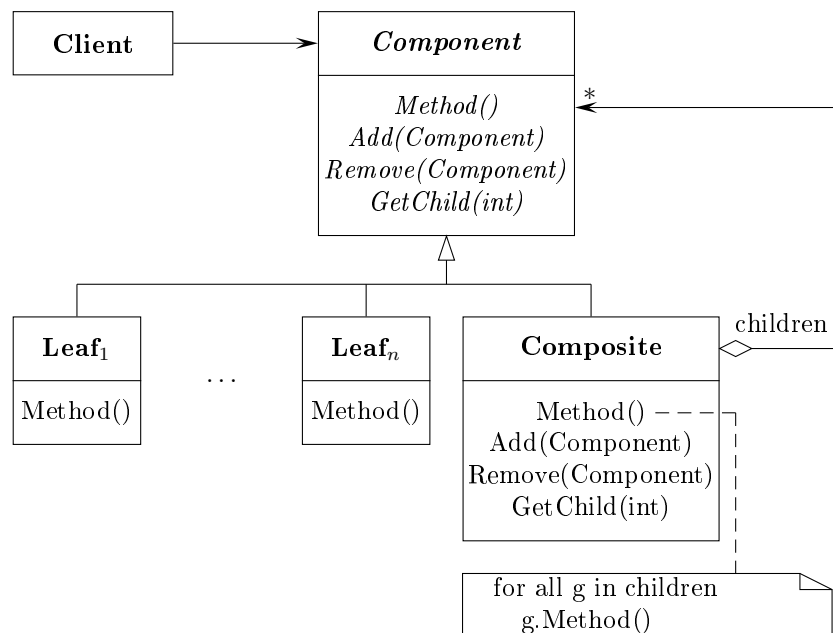 Client
Component
Method()
Add(Component)
Remove(Component)
GetChild(int)
*
children
Leaf₁
Method()
...
Leafₙ
Method()
Composite
Method()
Add(Component)
Remove(Component)
GetChild(int)
for all g in children
g.Method()